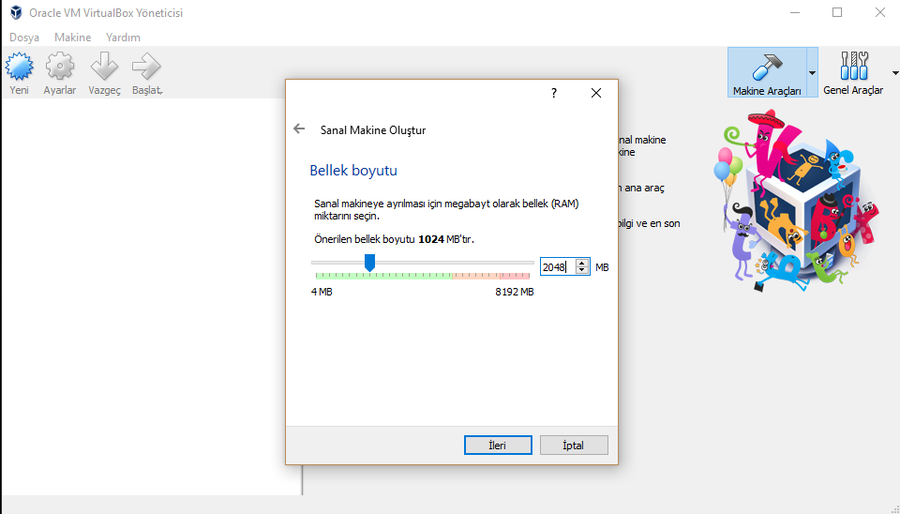 Oracle VM VirtualBox Yöneticisi
Dosya Makine Yardım
Yeni Ayarlar Vazgeç Başlat.
Makine Araçları Genel Araçlar
?
Sanal Makine Oluştur
Bellek boyutu
Sanal makineye ayrılması için megabayt olarak bellek (RAM)
miktarını seçin.
Önerilen bellek boyutu 1024 MB'tır.
2048 MB
4 MB 8192 MB
İleri İptal
nal makine
kine
n ana araç
bilgi ve en son